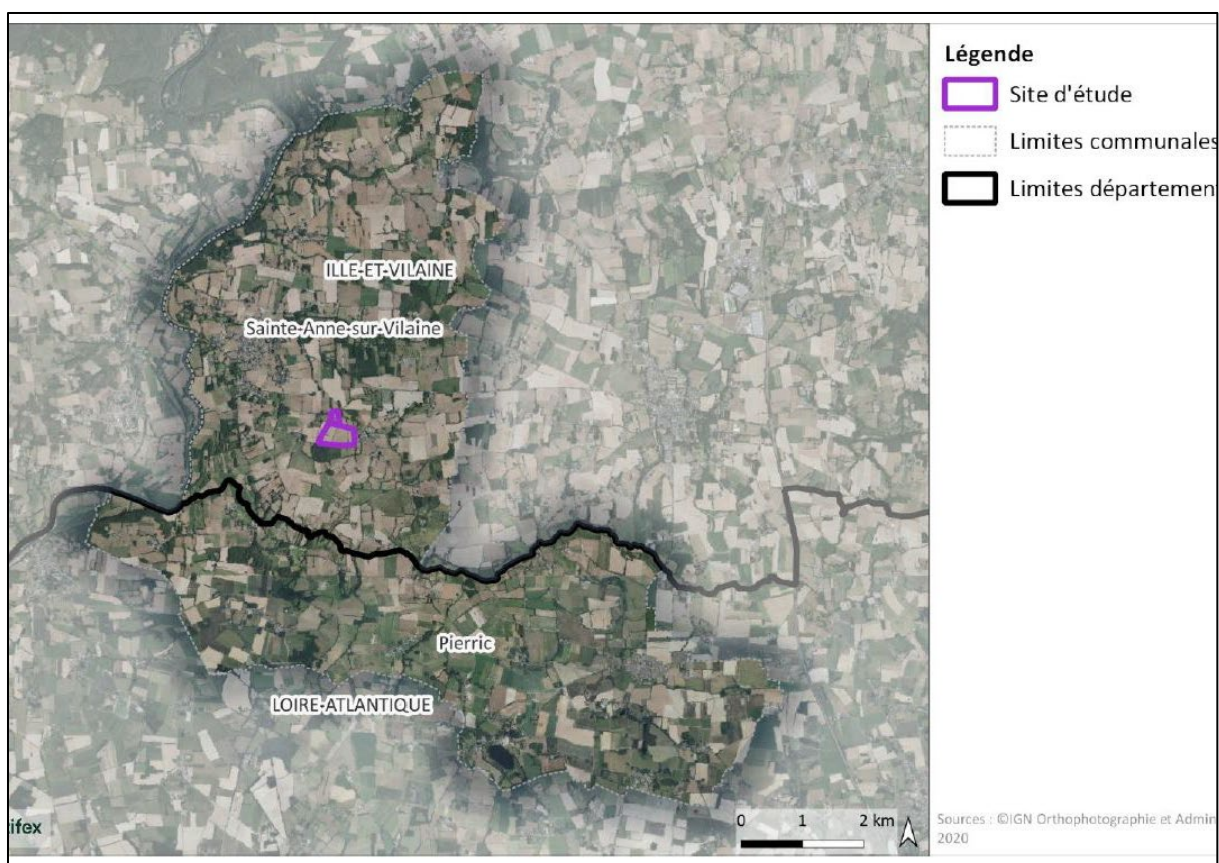 Légende
Site d'étude
Limites communales
Limites départemen
ILLE-ET-VILAINE
Sainte-Anne-sur-Vilaine
Pierric
LOIRE-ATLANTIQUE
ifex
0 1 2 km
Sources : ©IGN Orthophotographie et Admin
2020